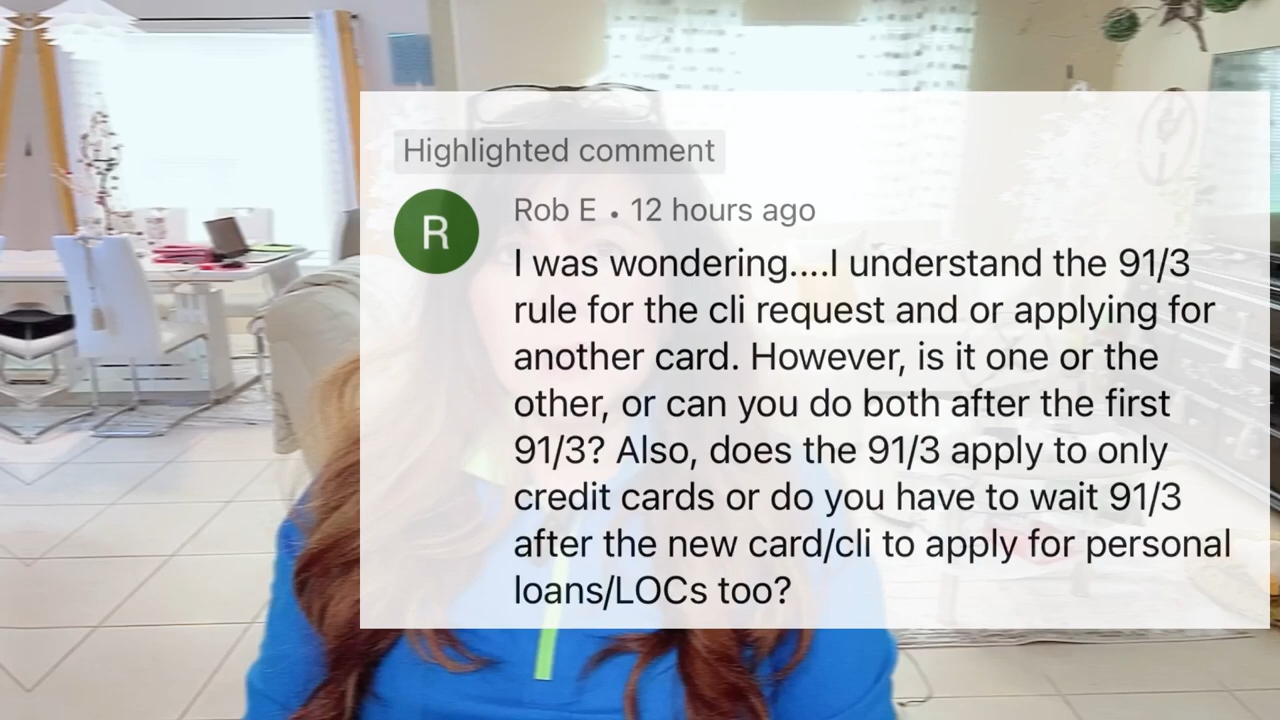 Highlighted comment
R
Rob E • 12 hours ago
I was wondering....I understand the 91/3
rule for the cli request and or applying for
another card. However, is it one or the
other, or can you do both after the first
91/3? Also, does the 91/3 apply to only
credit cards or do you have to wait 91/3
after the new card/cli to apply for personal
loans/LOCs too?